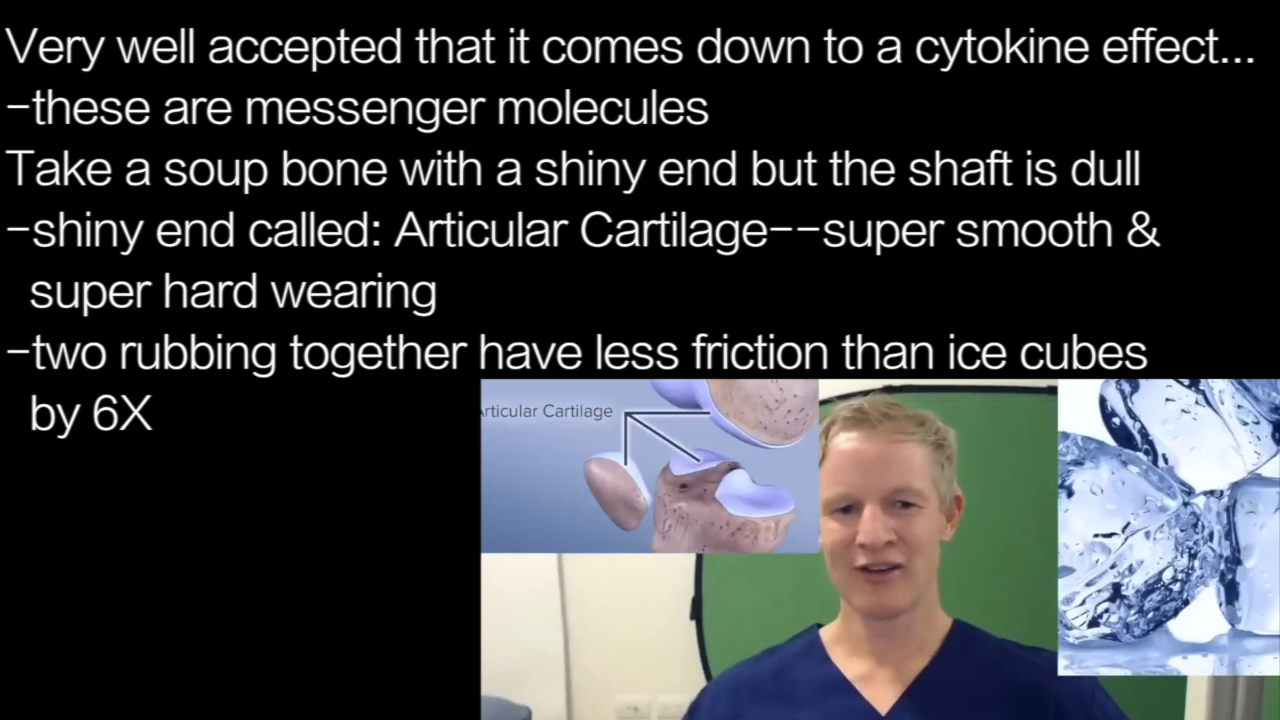 Very well accepted that it comes down to a cytokine effect...
-these are messenger molecules
Take a soup bone with a shiny end but the shaft is dull
-shiny end called: Articular Cartilage--super smooth &
super hard wearing
-two rubbing together have less friction than ice cubes
by 6X
rticular Cartilage